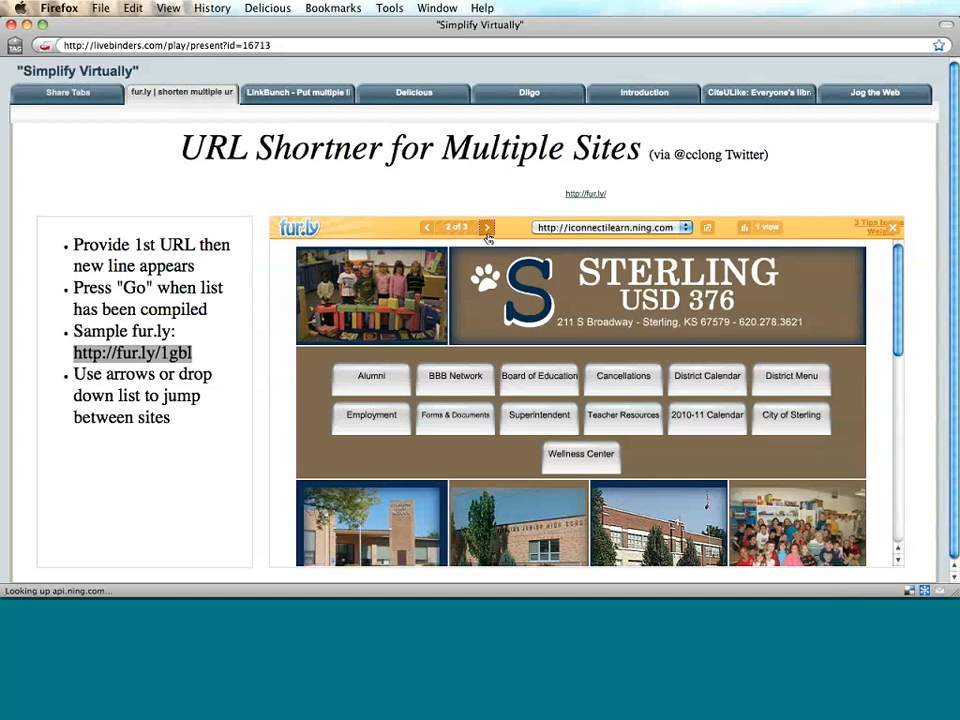 Firefox File Edit View History Delicious Bookmarks Tools Window Help
"Simplify Virtually"
TAG http://livebinders.com/play/present?id=16713
"Simplify Virtually"
Share Tabs fur.ly | shorten multiple ur LinkBunch - Put multiple l Delicious Diigo Introduction CiteULike: Everyone's libr Jog the Web
URL Shortner for Multiple Sites (via @cclong Twitter)
http://fur.ly/
fur.ly < 2 of 3 > http://iconnectilearn.ning.com 1 view 3 Tips
• Provide 1st URL then
new line appears
• Press "Go" when list
has been compiled
• Sample fur.ly:
http://fur.ly/1gbl
• Use arrows or drop
down list to jump
between sites
S STERLING
USD 376
211 S Broadway - Sterling, KS 67579 - 620.278.3621
Alumni BBB Network Board of Education Cancellations District Calendar District Menu
Employment Forms & Documents Superintendent Teacher Resources 2010-11 Calendar City of Sterling
Wellness Center
Looking up api.ning.com...